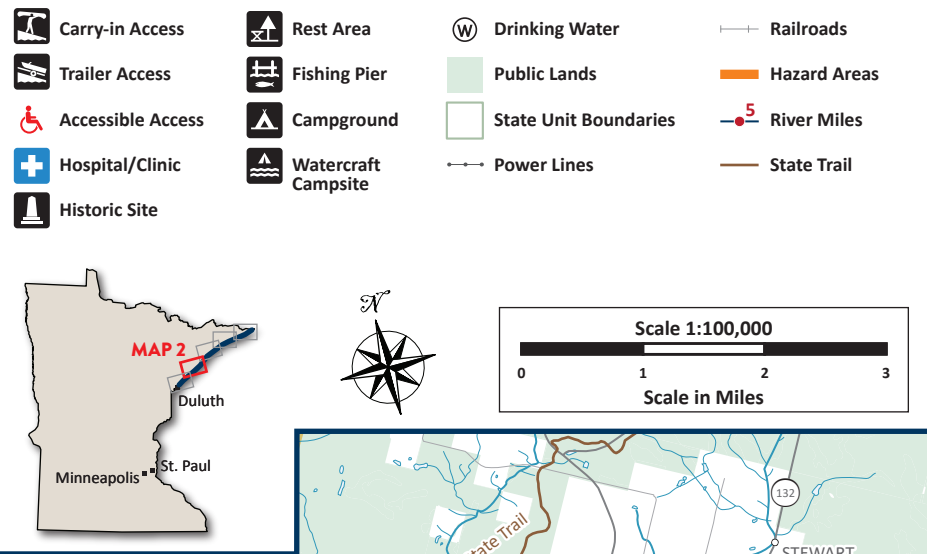 Carry-in Access
Trailer Access
Accessible Access
Hospital/Clinic
Historic Site
Rest Area
Fishing Pier
Campground
Watercraft
Campsite
W Drinking Water
Public Lands
State Unit Boundaries
Power Lines
Railroads
Hazard Areas
5 River Miles
State Trail
MAP 2
Duluth
Minneapolis
St. Paul
N
Scale 1:100,000
0 1 2 3
Scale in Miles
132
State Trail
STEWART